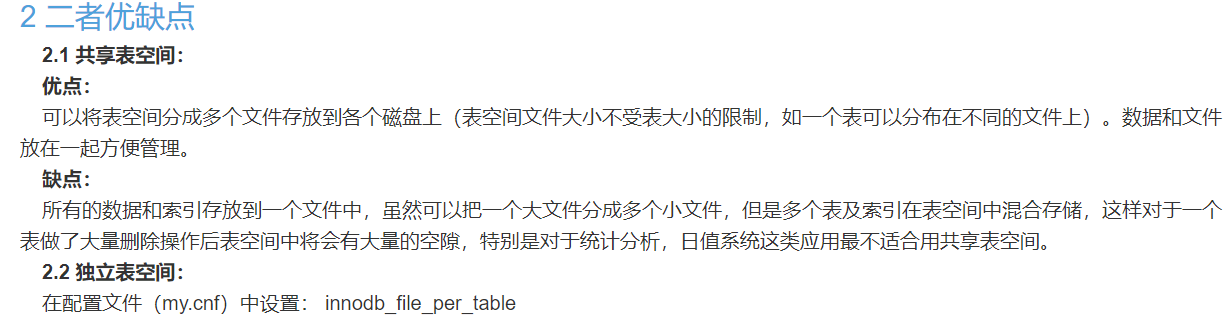 2 二者优缺点
2.1 共享表空间：
优点：
可以将表空间分成多个文件存放到各个磁盘上（表空间文件大小不受表大小的限制，如一个表可以分布在不同的文件上）。数据和文件
放在一起方便管理。
缺点：
所有的数据和索引存放到一个文件中，虽然可以把一个大文件分成多个小文件，但是多个表及索引在表空间中混合存储，这样对于一个
表做了大量删除操作后表空间中将会有大量的空隙，特别是对于统计分析，日值系统这类应用最不适合用共享表空间。
2.2 独立表空间：
在配置文件（my.cnf）中设置： innodb_file_per_table